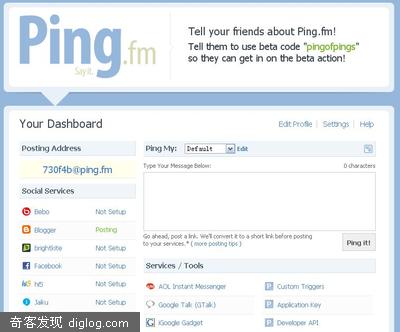 Ping.fm
Say it.
Tell your friends about Ping.fm!
Tell them to use beta code "pingofpings"
so they can get in on the beta action!
Your Dashboard
Edit Profile | Settings | Help
Posting Address
730f4b@ping.fm
Social Services
Bebo Not Setup
Blogger Posting
brightkite Not Setup
Facebook Not Setup
hi5 Not Setup
Jaiku Not Setup
Ping My: Default Edit
Type Your Message Below: 0 characters
Go ahead, post a link. We'll convert it to a short link before posting
to your services.* ( more posting tips )
Ping it!
Services / Tools
AOL Instant Messenger Custom Triggers
Google Talk (GTalk) Application Key
iGoogle Gadget Developer API
奇客发现 diglog.com